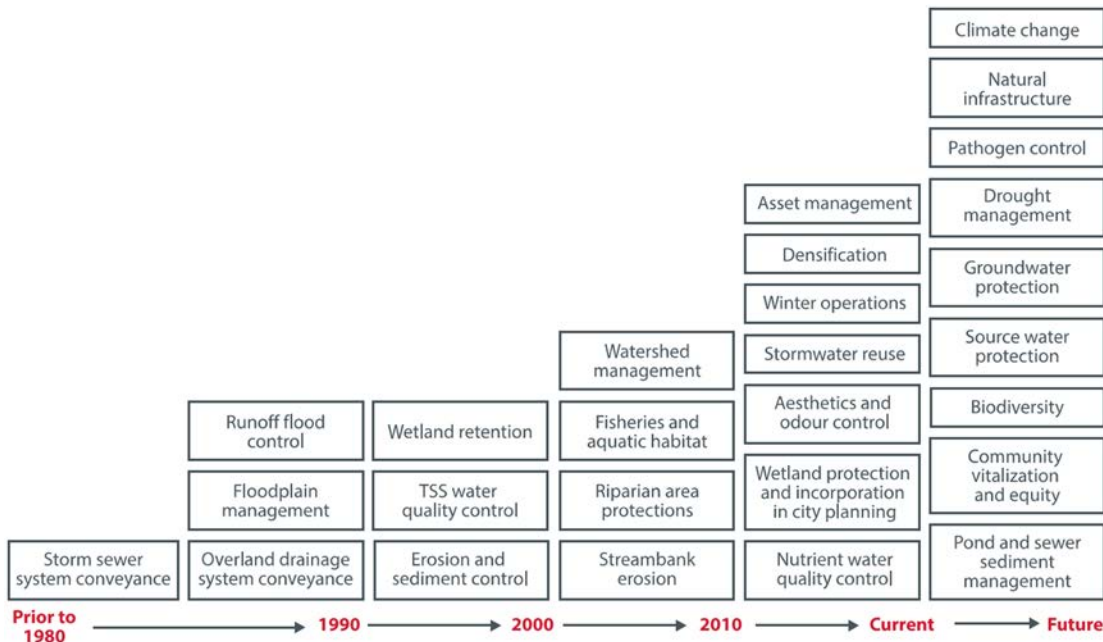 Storm sewer
system conveyance
Runoff flood
control
Floodplain
management
Overland drainage
system conveyance
Wetland retention
TSS water
quality control
Erosion and
sediment control
Watershed
management
Fisheries and
aquatic habitat
Riparian area
protections
Streambank
erosion
Asset management
Densification
Winter operations
Stormwater reuse
Aesthetics and
odour control
Wetland protection
and incorporation
in city planning
Nutrient water
quality control
Climate change
Natural
infrastructure
Pathogen control
Drought
management
Groundwater
protection
Source water
protection
Biodiversity
Community
vitalization
and equity
Pond and sewer
sediment
management
Prior to
1980
1990
2000
2010
Current
Future